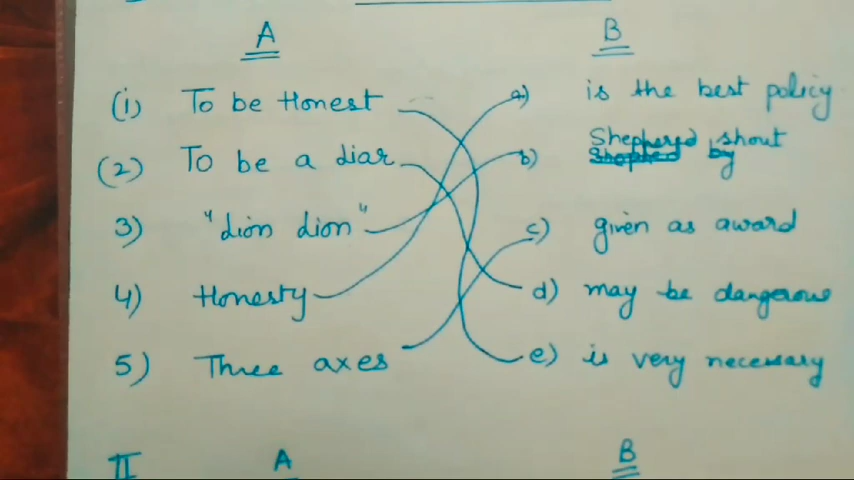 A B
(1) To be Honest a) is the best policy
(2) To be a Liar b) Shepherd shout
3) "Lion Lion" c) given as award
4) Honesty d) may be dangerous
5) Three axes e) is very necessary
II A B